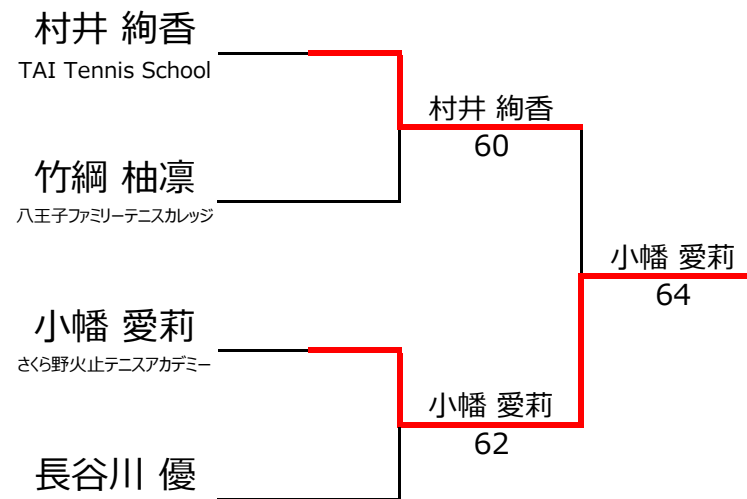 村井 絢香
TAI Tennis School
村井 絢香
60
竹綱 柚凛
八王子ファミリーテニスカレッジ
小幡 愛莉
64
小幡 愛莉
さくら野火止テニスアカデミー
小幡 愛莉
62
長谷川 優